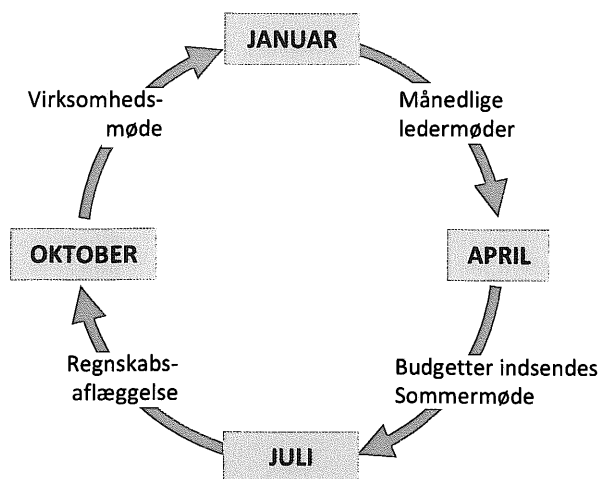 JANUAR
Månedlige
ledermøder
APRIL
Budgetter indsendes
Sommermøde
JULI
Regnskabs-
aflæggelse
OKTOBER
Virksomheds-
møde